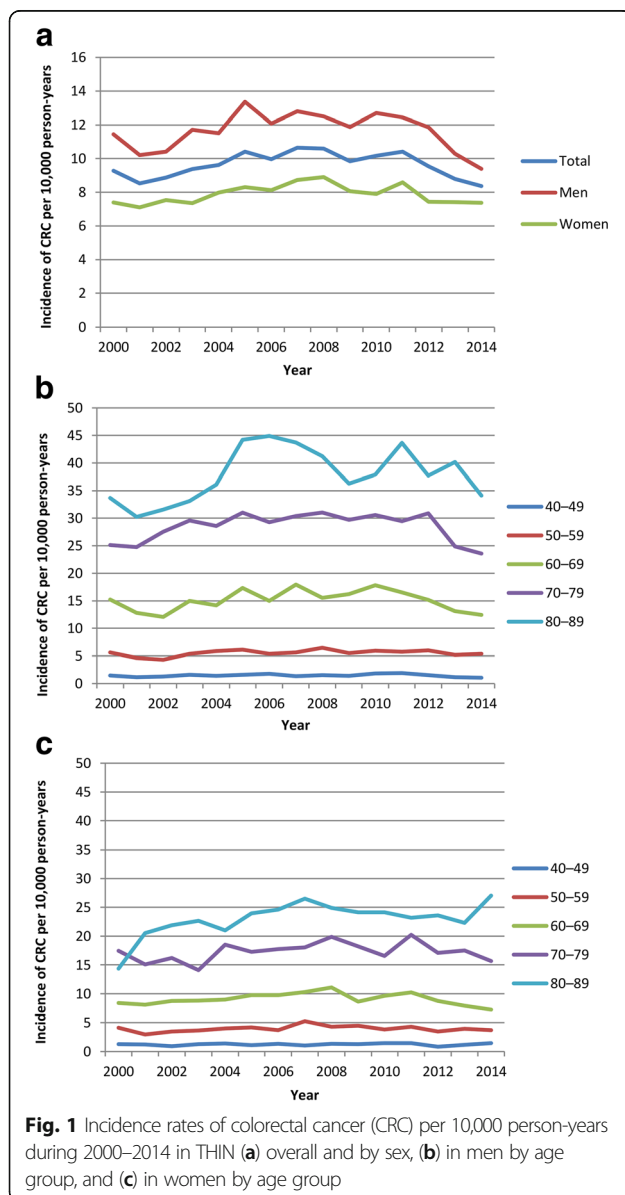 a
Incidence of CRC per 10,000 person-years
16
14
12
10
8
6
4
2
0
2000 2002 2004 2006 2008 2010 2012 2014
Year
Total
Men
Women
b
Incidence of CRC per 10,000 person-years
50
45
40
35
30
25
20
15
10
5
0
2000 2002 2004 2006 2008 2010 2012 2014
Year
40–49
50–59
60–69
70–79
80–89
c
Incidence of CRC per 10,000 person-years
50
45
40
35
30
25
20
15
10
5
0
2000 2002 2004 2006 2008 2010 2012 2014
Year
40–49
50–59
60–69
70–79
80–89
Fig. 1 Incidence rates of colorectal cancer (CRC) per 10,000 person-years
during 2000–2014 in THIN (a) overall and by sex, (b) in men by age
group, and (c) in women by age group